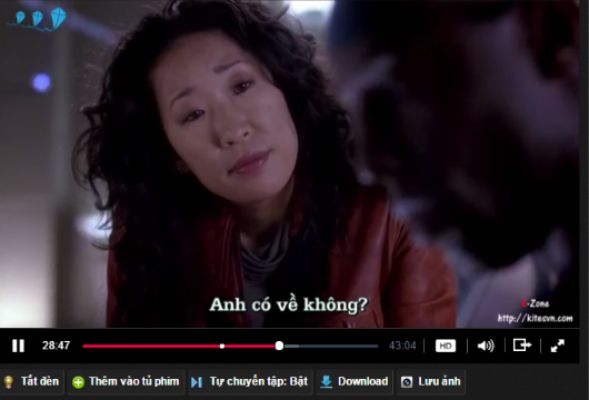 Anh có về không?
K-Zone
http://kitesvn.com
28:47
43:04
HD
Tắt đèn
Thêm vào tủ phim
Tự chuyển tập: Bật
Download
Lưu ảnh